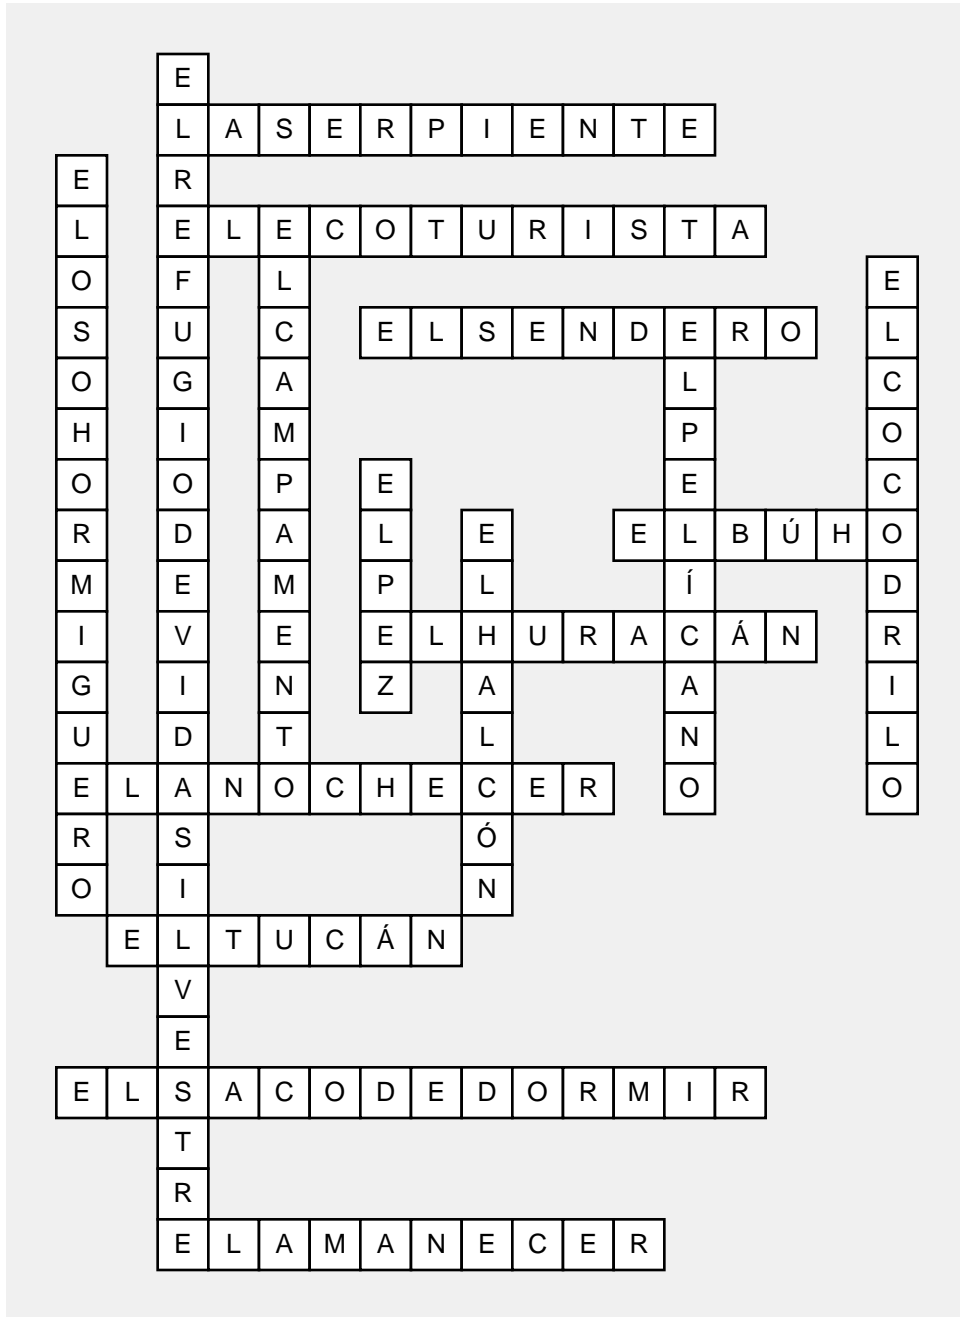 ELREFUGIODEVIDASILVESTRE
LASERPIENTE
ELOSOHORMIGUERO
ELECOTURISTA
ELCAMPAMENTO
ELCOCODRILO
ELSENDERO
ELPELÍCANO
ELPEZ
ELHALCÓN
ELBÚHO
ELHURACÁN
ELANOCHECER
ELTUCÁN
ELSACODEDORMIR
ELAMANECER